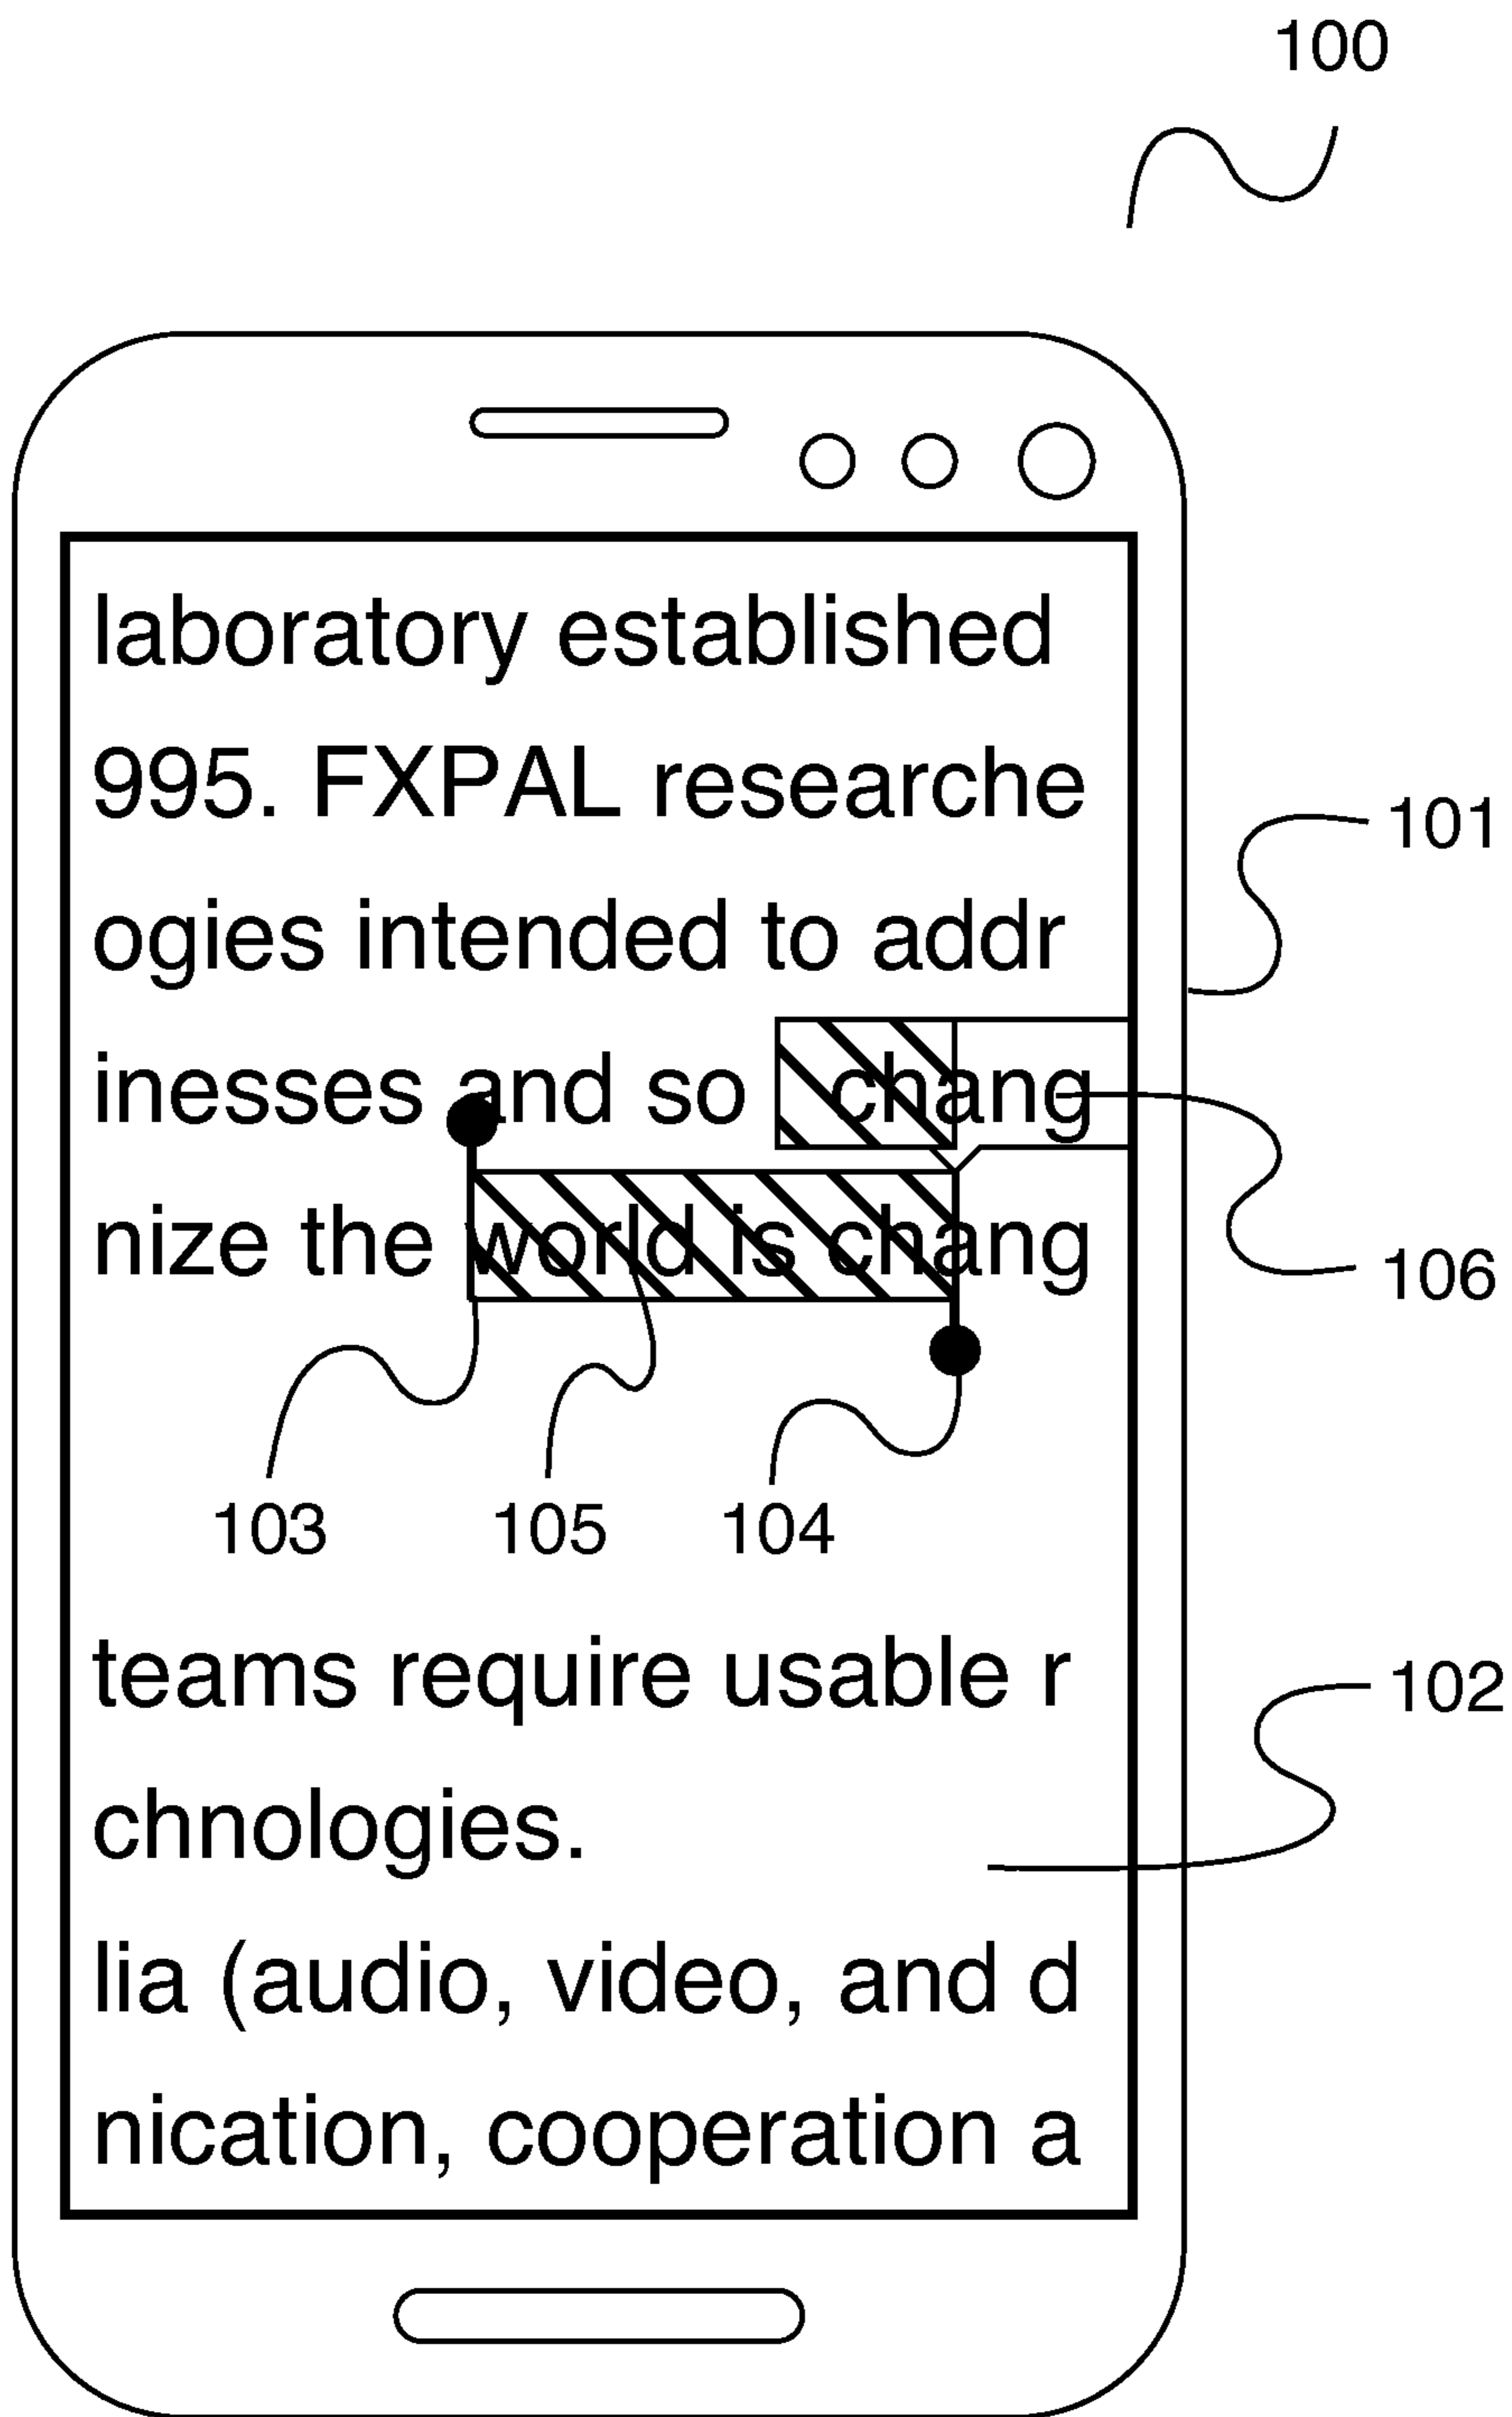 100
laboratory established
995. FXPAL researche
101
ogies intended to addr
inesses and so chang
nize the world is chang
106
103 105 104
teams require usable r
102
chnologies.
lia (audio, video, and d
nication, cooperation a